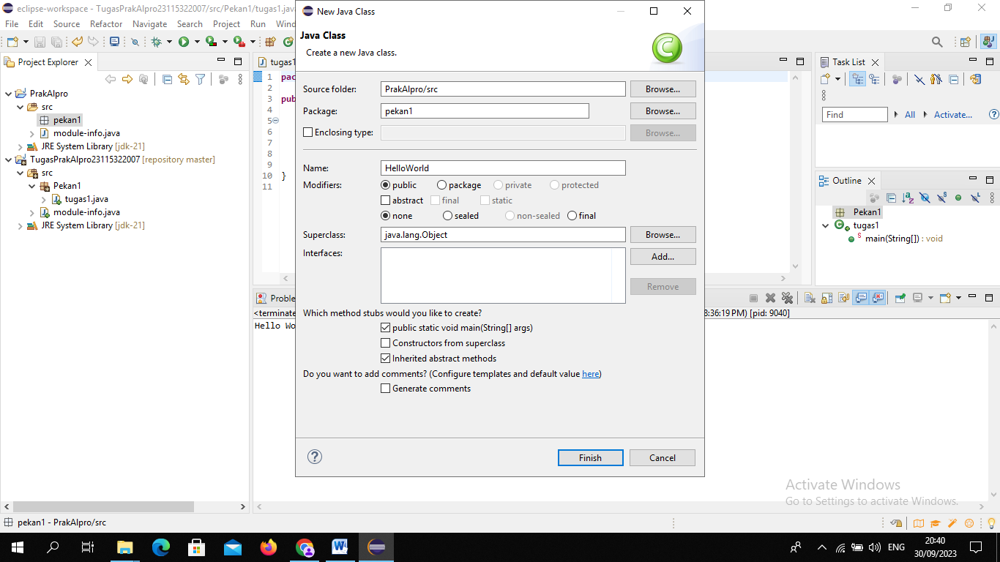 eclipse-workspace - TugasPrakAlpro23115322007/src/Pekan1/tugas1.java
File Edit Source Refactor Navigate Search Project Run
Project Explorer
PrakAlpro
src
pekan1
module-info.java
JRE System Library [jdk-21]
TugasPrakAlpro23115322007 [repository master]
src
Pekan1
tugas1.java
module-info.java
JRE System Library [jdk-21]
tugas1
1
2
3
4
5
6
7
8
9
10 }
11
<terminate
Hello Wo
New Java Class
Java Class
Create a new Java class.
Source folder: PrakAlpro/src Browse...
Package: pekan1 Browse...
Enclosing type: Browse...
Name: HelloWorld
Modifiers: public package private protected
abstract final static
none sealed non-sealed final
Superclass: java.lang.Object Browse...
Interfaces: Add...
Remove
Which method stubs would you like to create?
public static void main(String[] args)
Constructors from superclass
Inherited abstract methods
Do you want to add comments? (Configure templates and default value here)
Generate comments
Finish Cancel
8:36:19 PM) [pid: 9040]
Task List
Find All Activate...
Outline
Pekan1
tugas1
main(String[]) : void
Activate Windows
Go to Settings to activate Windows.
pekan1 - PrakAlpro/src
ENG
20:40
30/09/2023